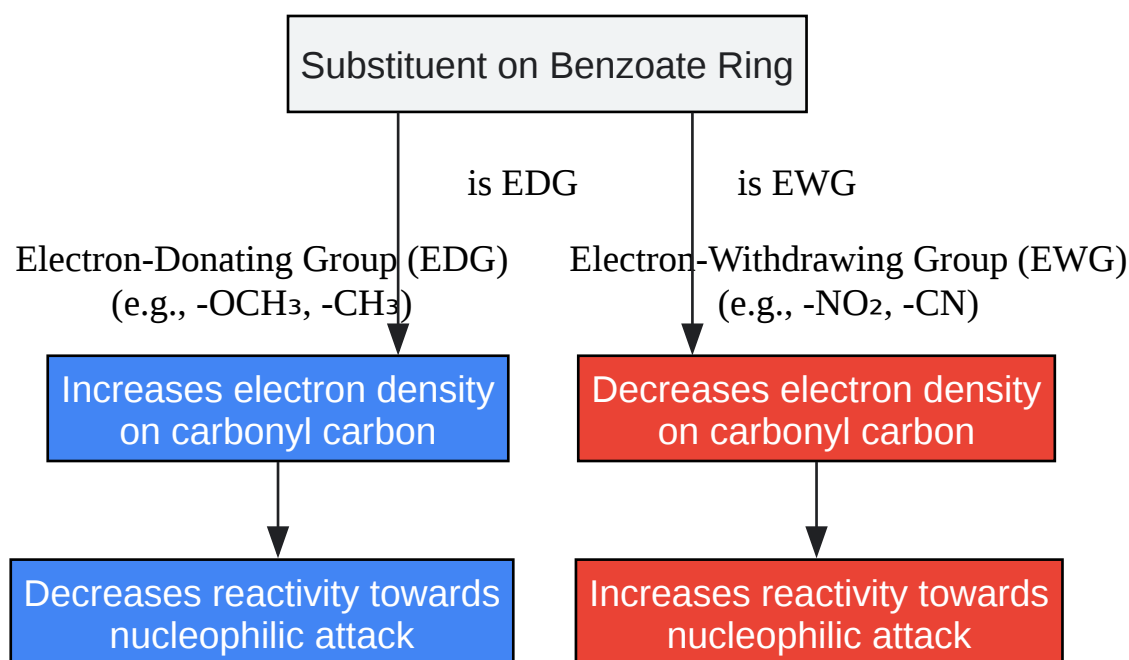 Substituent on Benzoate Ring
is EDG
is EWG
Electron-Donating Group (EDG)
(e.g., -OCH₃, -CH₃)
Electron-Withdrawing Group (EWG)
(e.g., -NO₂, -CN)
Increases electron density
on carbonyl carbon
Decreases electron density
on carbonyl carbon
Decreases reactivity towards
nucleophilic attack
Increases reactivity towards
nucleophilic attack